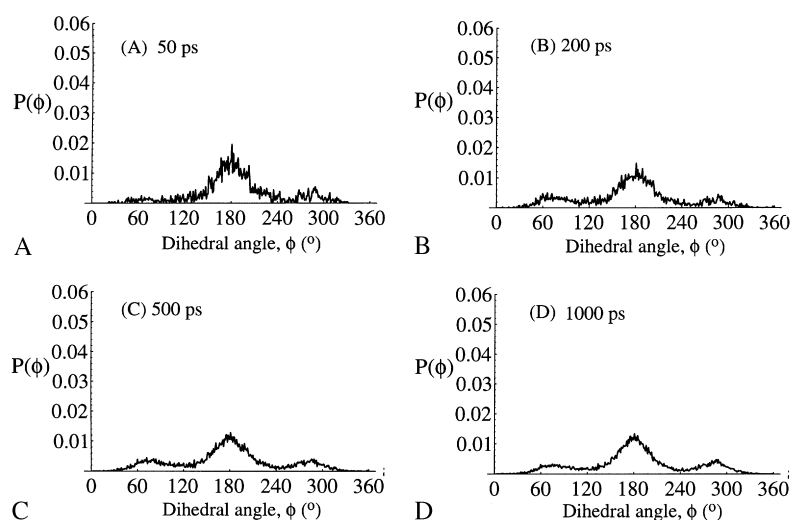 0.06
(A) 50 ps
0.05
0.04
P(ϕ)
0.03
0.02
0.01
0 60 120 180 240 300 360
Dihedral angle, ϕ (º)
A
0.06
(B) 200 ps
0.05
0.04
P(ϕ)
0.03
0.02
0.01
0 60 120 180 240 300 360
Dihedral angle, ϕ (º)
B
0.06
(C) 500 ps
0.05
0.04
P(ϕ)
0.03
0.02
0.01
0 60 120 180 240 300 360
Dihedral angle, ϕ (º)
C
0.06
(D) 1000 ps
0.05
0.04
P(ϕ)
0.03
0.02
0.01
0 60 120 180 240 300 360
Dihedral angle, ϕ (º)
D